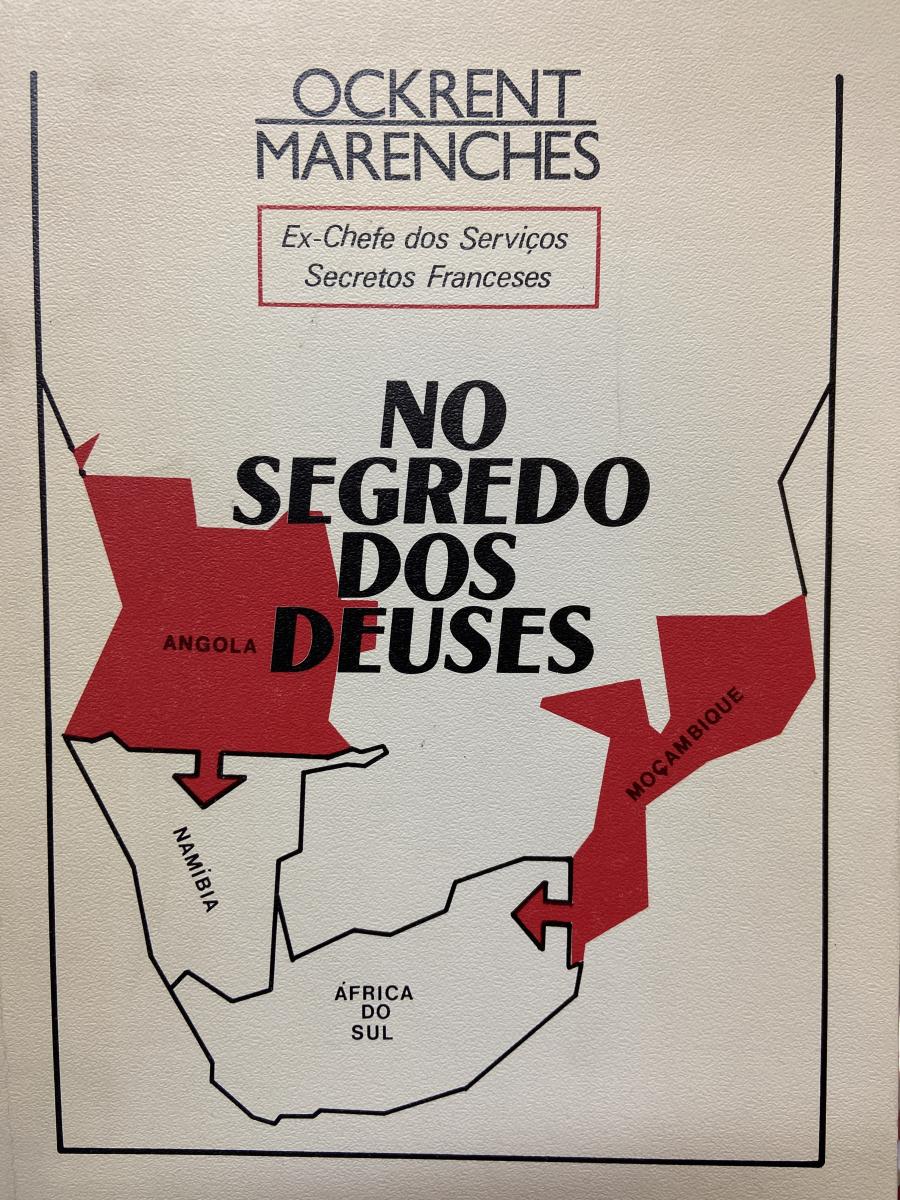 OCKRENT
MARENCHES
Ex-Chefe dos Serviços
Secretos Franceses
NO
SEGREDO
DOS
DEUSES
ANGOLA
MOÇAMBIQUE
NAMÍBIA
ÁFRICA
DO
SUL